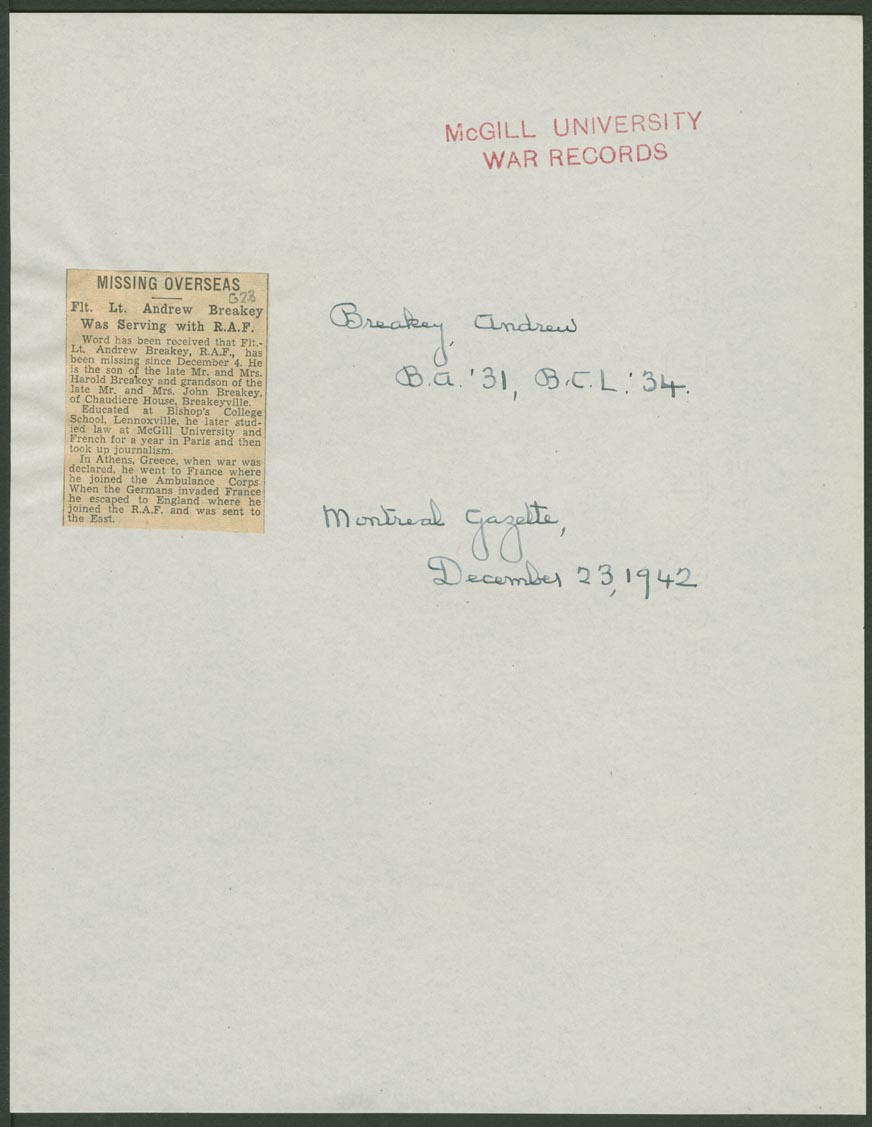 McGILL UNIVERSITY
WAR RECORDS
MISSING OVERSEAS
G23
Flt. Lt. Andrew Breakey
Was Serving with R.A.F.
Word has been received that Flt.-
Lt. Andrew Breakey, R.A.F., has
been missing since December 4. He
is the son of the late Mr. and Mrs.
Harold Breakey and grandson of the
late Mr. and Mrs. John Breakey,
of Chaudiere House, Breakeyville.
Educated at Bishop's College
School, Lennoxville, he later stud-
ied law at McGill University and
French for a year in Paris and then
took up journalism.
In Athens, Greece, when war was
declared, he went to France where
he joined the Ambulance Corps.
When the Germans invaded France
he escaped to England where he
joined the R.A.F. and was sent to
the East.
Breakey, Andrew
B.A. '31, B.C.L. '34.
Montreal Gazette,
December 23, 1942